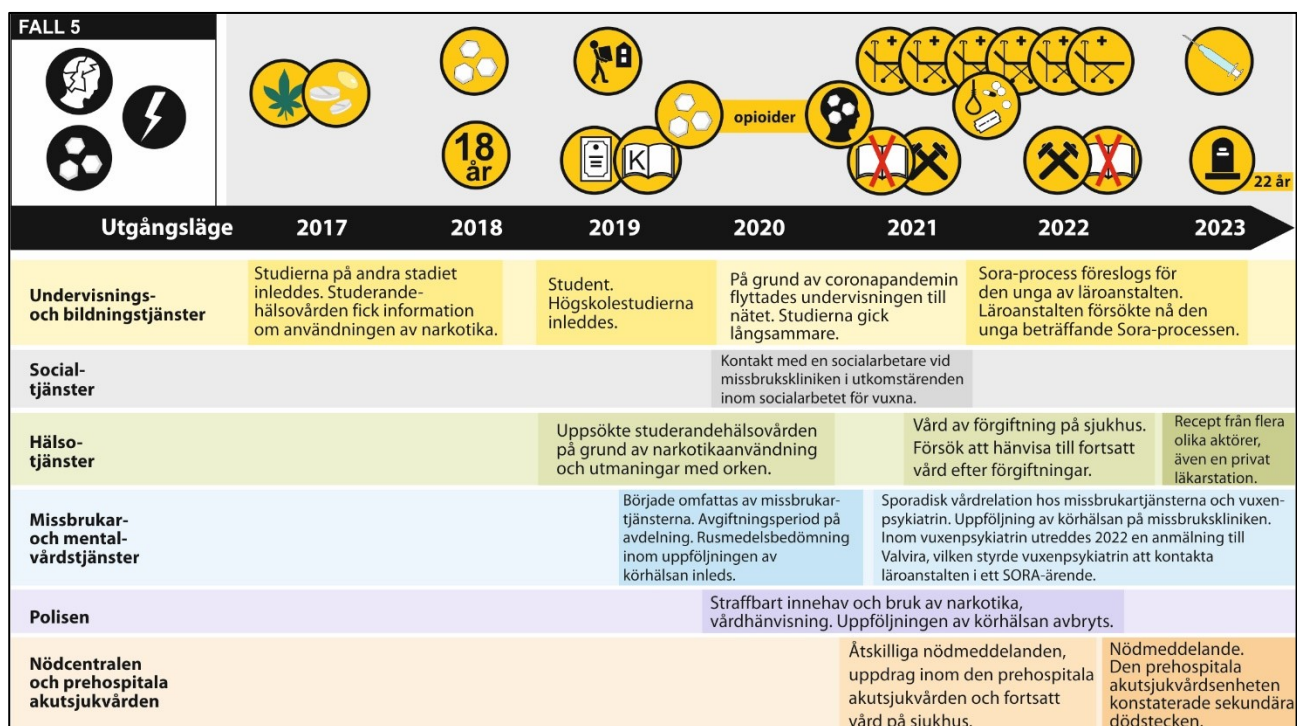 FALL 5
opioider
18
år
K
22 år
Utgångsläge 2017 2018 2019 2020 2021 2022 2023
Undervisnings-
och bildningstjänster
Studierna på andra stadiet
inleddes. Studerande-
hälsovården fick information
om användningen av narkotika.
Student.
Högskolestudierna
inleddes.
På grund av coronapandemin
flyttades undervisningen till
nätet. Studierna gick
långsammare.
Sora-process föreslogs för
den unga av läroanstalten.
Läroanstalten försökte nå den
unga beträffande Sora-processen.
Social-
tjänster
Kontakt med en socialarbetare vid
missbrukskliniken i utkomstärenden
inom socialarbetet för vuxna.
Hälso-
tjänster
Uppsökte studerandehälsovården
på grund av narkotikaanvändning
och utmaningar med orken.
Vård av förgiftning på sjukhus.
Försök att hänvisa till fortsatt
vård efter förgiftningar.
Recept från flera
olika aktörer,
även en privat
läkarstation.
Missbrukar-
och mental-
vårdstjänster
Började omfattas av missbrukar-
tjänsterna. Avgiftningsperiod på
avdelning. Rusmedelsbedömning
inom uppföljningen av
körhälsan inleds.
Sporadisk vårdrelation hos missbrukartjänsterna och vuxen-
psykiatrin. Uppföljning av körhälsan på missbrukskliniken.
Inom vuxenpsykiatrin utreddes 2022 en anmälning till
Valvira, vilken styrde vuxenpsykiatrin att kontakta
läroanstalten i ett SORA-ärende.
Polisen
Straffbart innehav och bruk av narkotika,
vårdhänvisning. Uppföljningen av körhälsan avbryts.
Nödcentralen
och prehospitala
akutsjukvården
Åtskilliga nödmeddelanden,
uppdrag inom den prehospitala
akutsjukvården och fortsatt
vård på sjukhus.
Nödmeddelande.
Den prehospitala
akutsjukvårdsenheten
konstaterade sekundära
dödstecken.